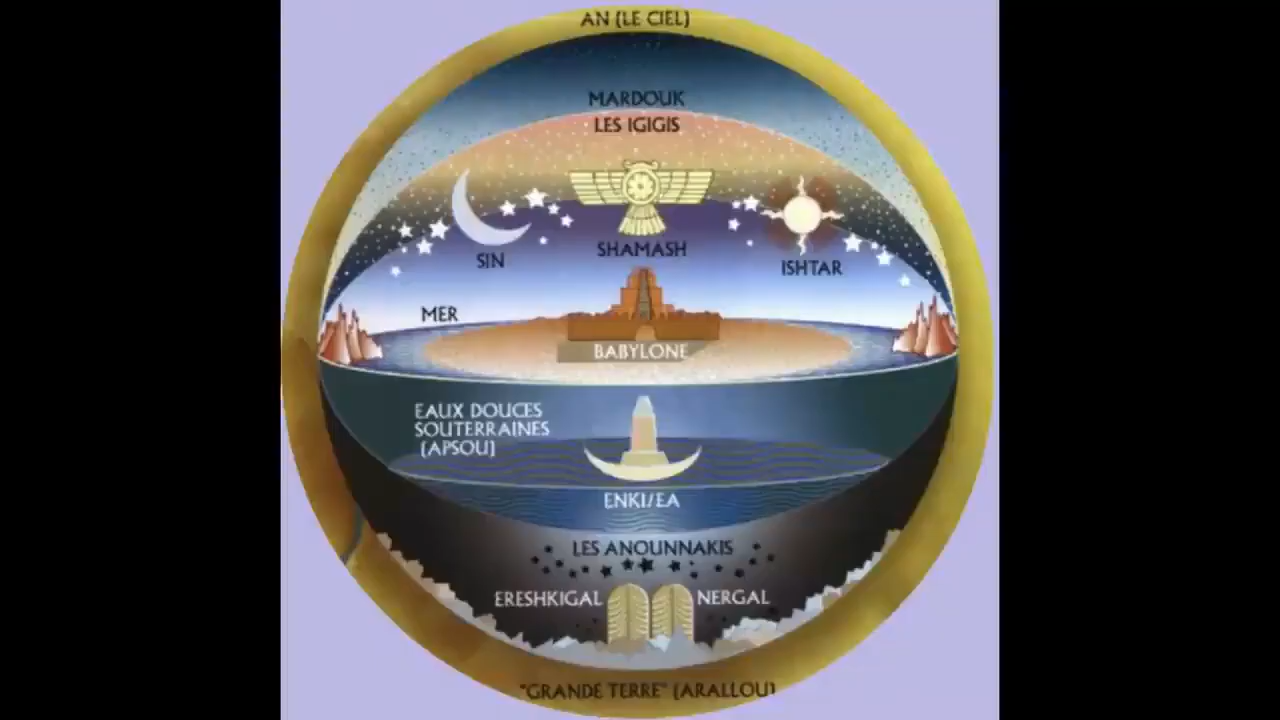 AN (LE CIEL)
MARDOUK
LES IGIGIS
SIN
SHAMASH
ISHTAR
MER
BABYLONE
EAUX DOUCES
SOUTERRAINES
(APSOU)
ENKI/EA
LES ANOUNNAKIS
ERESHKIGAL
NERGAL
"GRANDE TERRE" (ARALLOU)